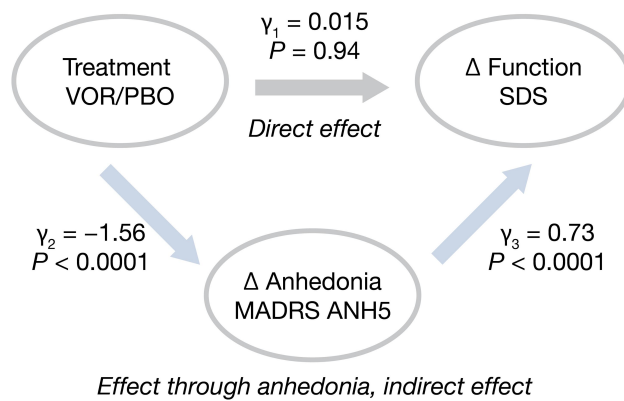 γ₁ = 0.015
P = 0.94
Treatment
VOR/PBO
Δ Function
SDS
Direct effect
γ₂ = −1.56
P < 0.0001
γ₃ = 0.73
P < 0.0001
Δ Anhedonia
MADRS ANH5
Effect through anhedonia, indirect effect